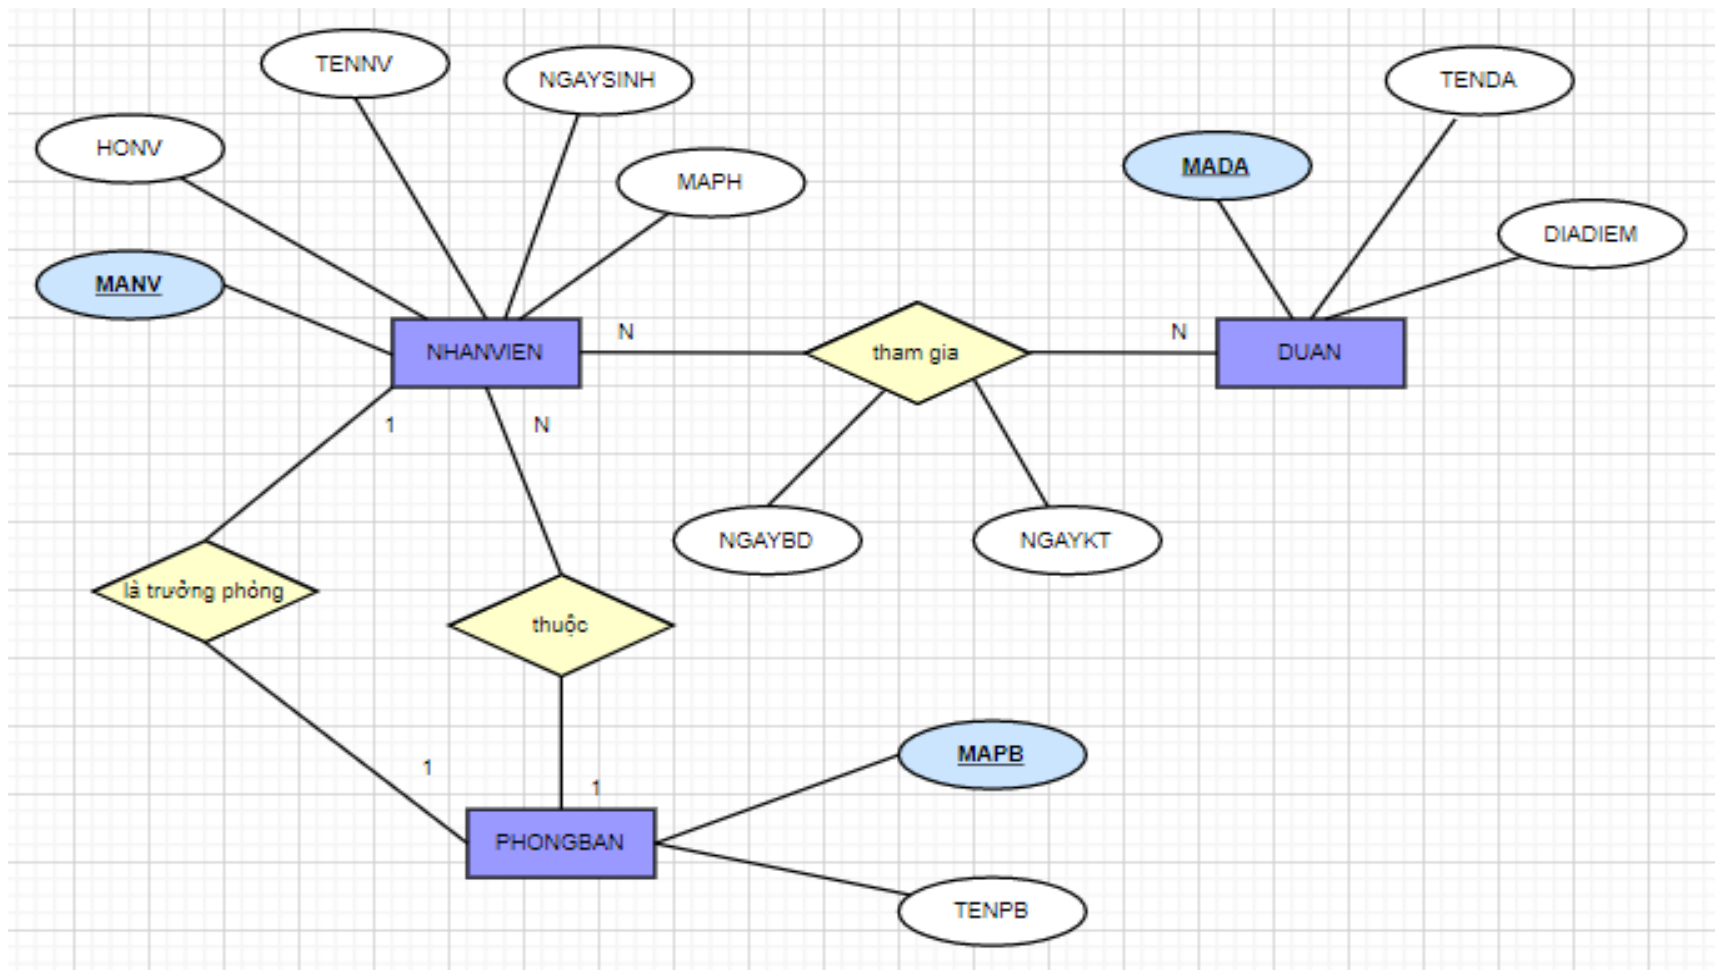 TENNV
NGAYSINH
TENDA
HONV
MADA
MAPH
DIADIEM
MANV
N
N
NHANVIEN
tham gia
DUAN
1
N
NGAYBD
NGAYKT
là trưởng phòng
thuộc
MAPB
1
1
PHONGBAN
TENPB